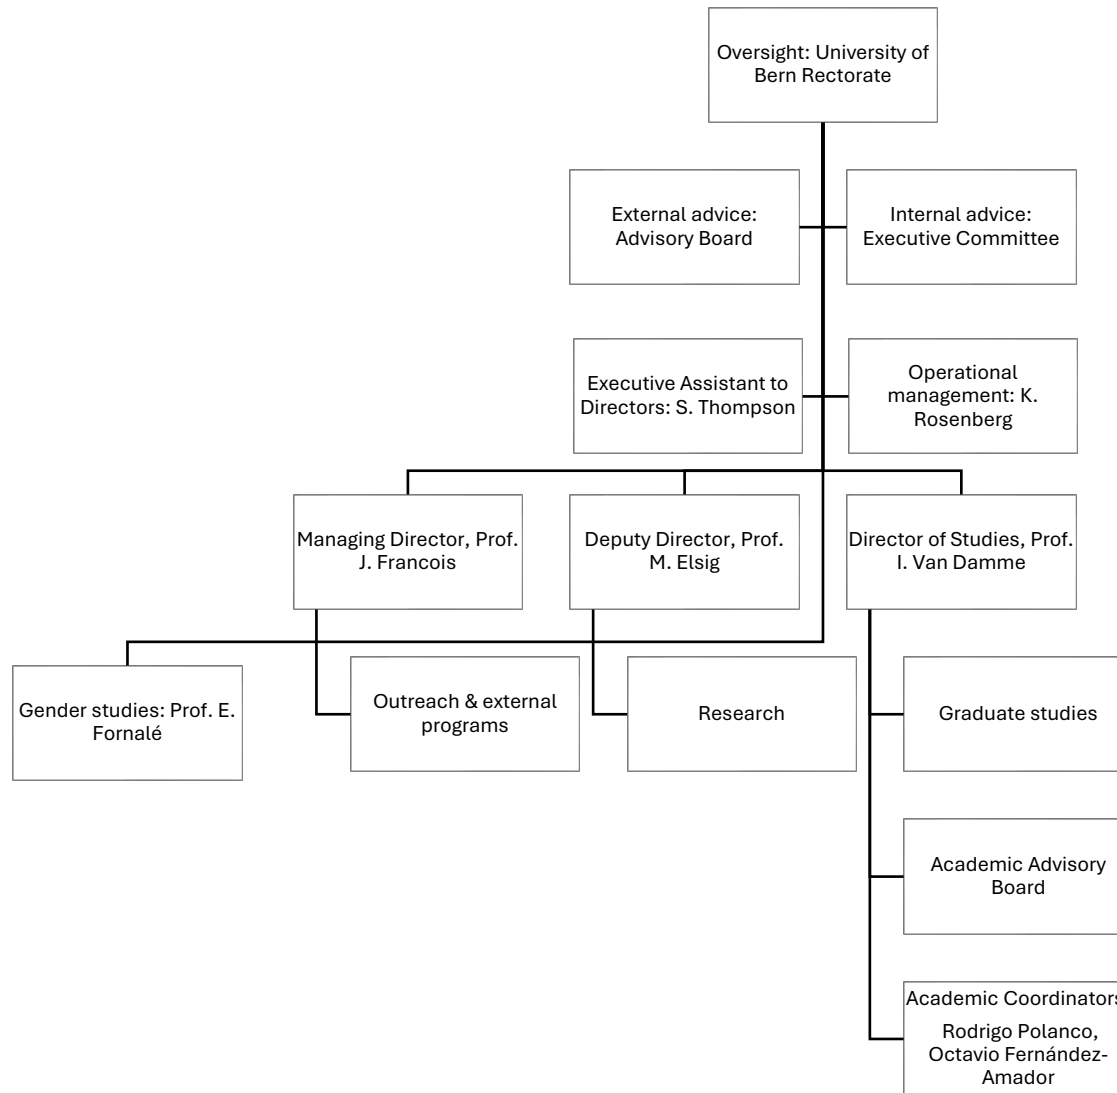 Oversight: University of
Bern Rectorate
External advice:
Advisory Board
Internal advice:
Executive Committee
Executive Assistant to
Directors: S. Thompson
Operational
management: K.
Rosenberg
Managing Director, Prof.
J. Francois
Deputy Director, Prof.
M. Elsig
Director of Studies, Prof.
I. Van Damme
Gender studies: Prof. E.
Fornalé
Outreach & external
programs
Research
Graduate studies
Academic Advisory
Board
Academic Coordinators
Rodrigo Polanco,
Octavio Fernández-
Amador